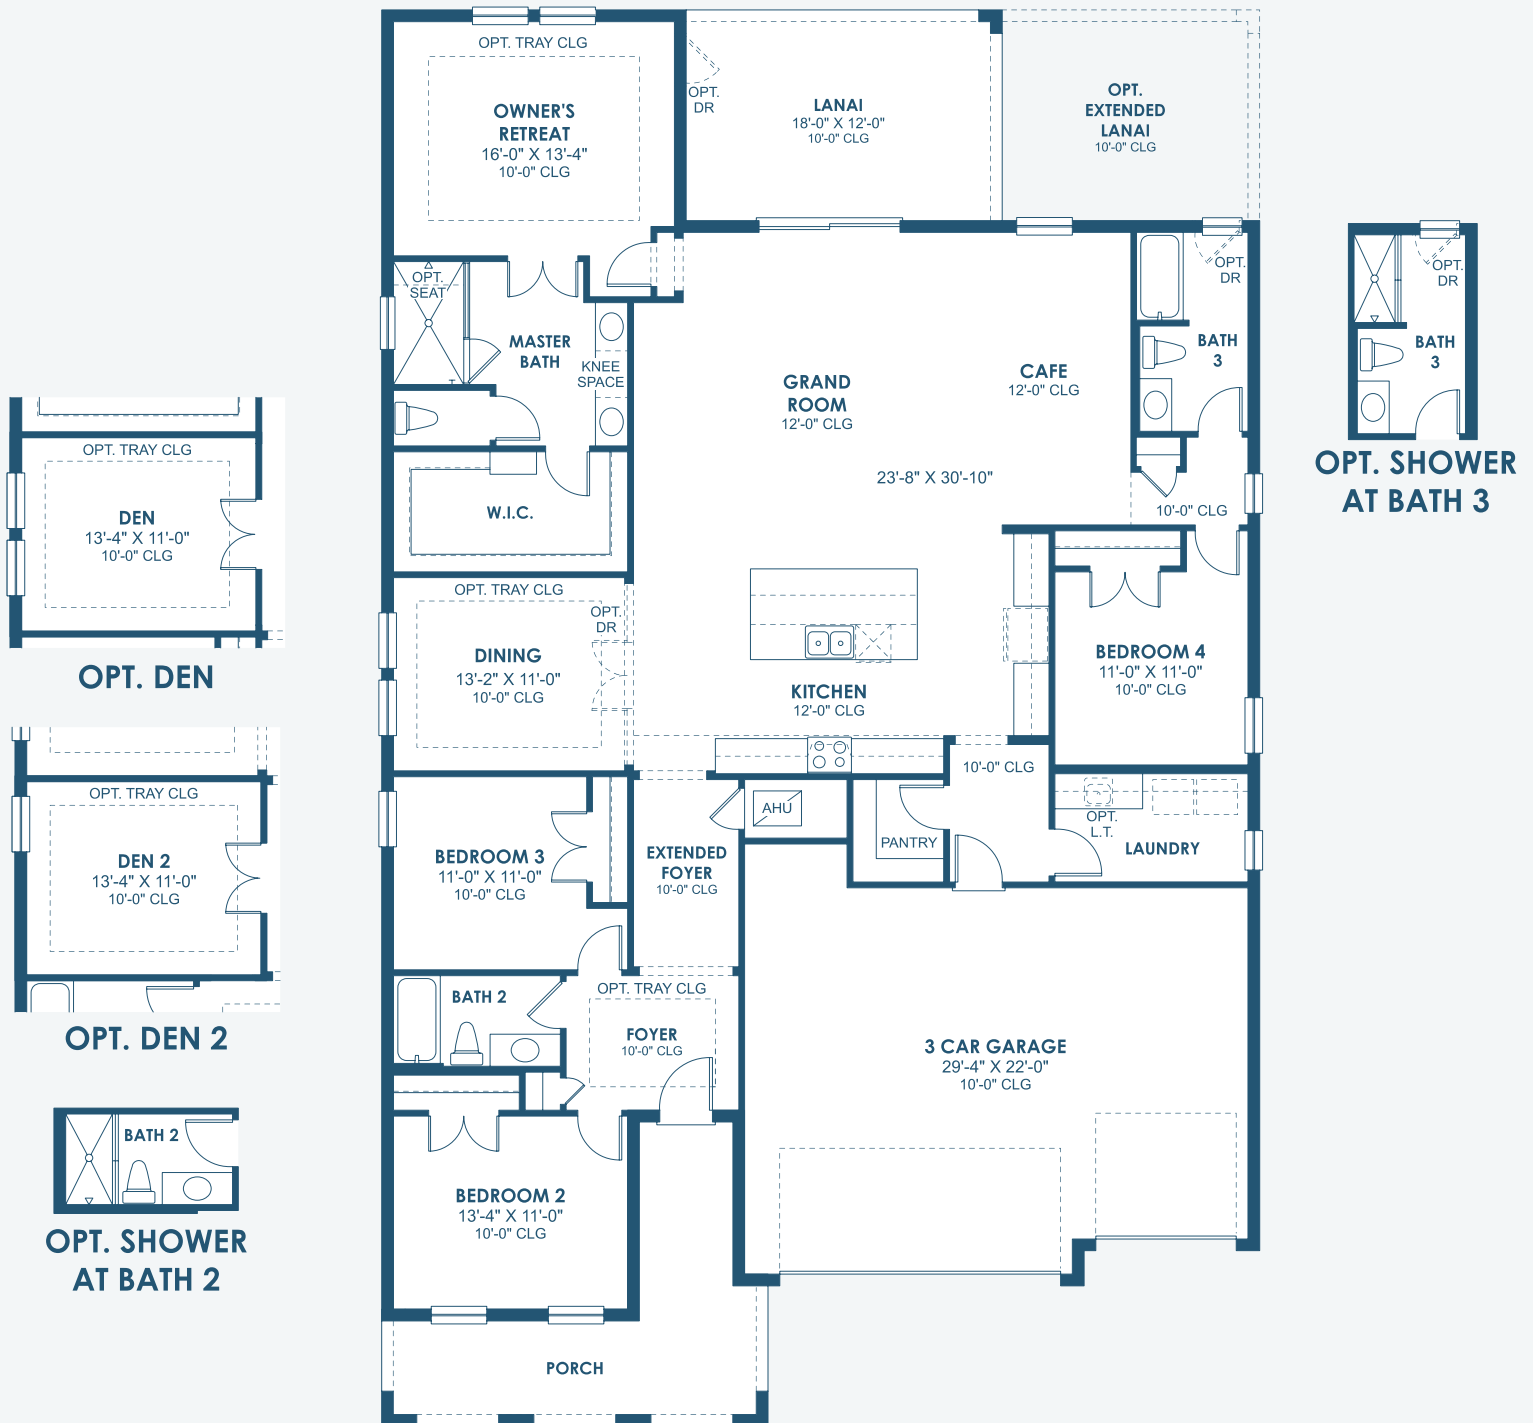 OPT. TRAY CLG
OWNER'S
RETREAT
16'-0" X 13'-4"
10'-0" CLG
OPT.
DR
LANAI
18'-0" X 12'-0"
10'-0" CLG
OPT.
EXTENDED
LANAI
10'-0" CLG
OPT.
SEAT
MASTER
BATH
KNEE
SPACE
GRAND
ROOM
12'-0" CLG
CAFE
12'-0" CLG
23'-8" X 30'-10"
OPT.
DR
BATH
3
10'-0" CLG
OPT.
DR
BATH
3
OPT. SHOWER
AT BATH 3
W.I.C.
OPT. TRAY CLG
DEN
13'-4" X 11'-0"
10'-0" CLG
OPT. DEN
OPT. TRAY CLG
OPT.
DR
DINING
13'-2" X 11'-0"
10'-0" CLG
KITCHEN
12'-0" CLG
BEDROOM 4
11'-0" X 11'-0"
10'-0" CLG
10'-0" CLG
OPT. TRAY CLG
DEN 2
13'-4" X 11'-0"
10'-0" CLG
OPT. DEN 2
BEDROOM 3
11'-0" X 11'-0"
10'-0" CLG
EXTENDED
FOYER
10'-0" CLG
AHU
PANTRY
OPT.
L.T.
LAUNDRY
BATH 2
OPT. TRAY CLG
FOYER
10'-0" CLG
3 CAR GARAGE
29'-4" X 22'-0"
10'-0" CLG
BATH 2
OPT. SHOWER
AT BATH 2
BEDROOM 2
13'-4" X 11'-0"
10'-0" CLG
PORCH